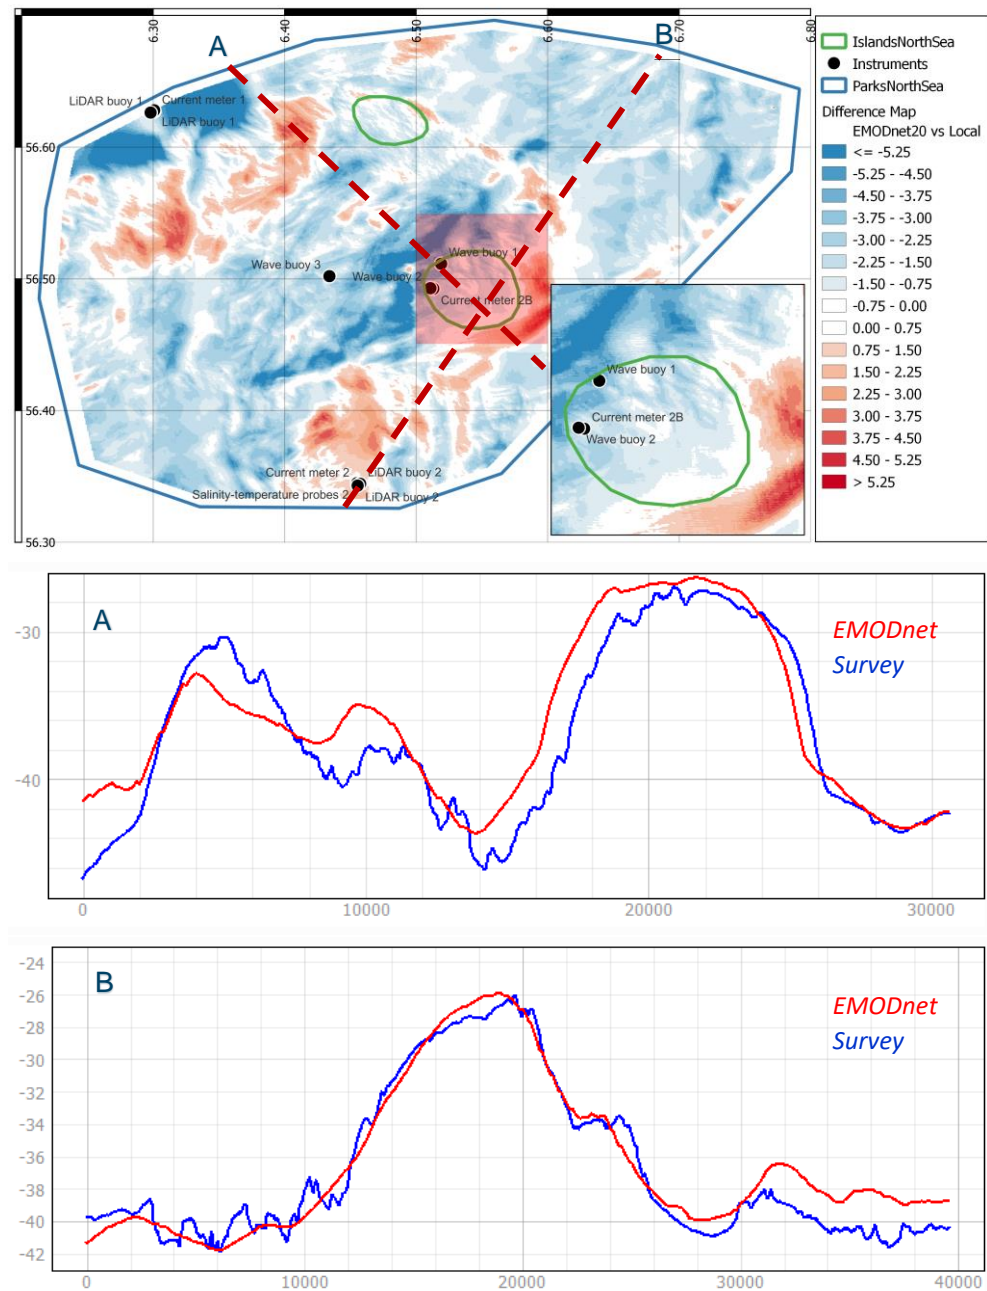 6.30
6.40
6.50
6.60
6.70
6.80
A
B
LiDAR buoy 1
Current meter 1
LiDAR buoy 1
56.60
Wave buoy 1
Wave buoy 3
Wave buoy 2
56.50
Current meter 2B
56.40
Current meter 2
LiDAR buoy 2
Salinity-temperature probes 2
LiDAR buoy 2
56.30
Wave buoy 1
Current meter 2B
Wave buoy 2
IslandsNorthSea
Instruments
ParksNorthSea
Difference Map
EMODnet20 vs Local
<= -5.25
-5.25 - -4.50
-4.50 - -3.75
-3.75 - -3.00
-3.00 - -2.25
-2.25 - -1.50
-1.50 - -0.75
-0.75 - 0.00
0.00 - 0.75
0.75 - 1.50
1.50 - 2.25
2.25 - 3.00
3.00 - 3.75
3.75 - 4.50
4.50 - 5.25
> 5.25
A
EMODnet
Survey
-30
-40
0
10000
20000
30000
B
EMODnet
Survey
-24
-26
-28
-30
-32
-34
-36
-38
-40
-42
0
10000
20000
30000
40000